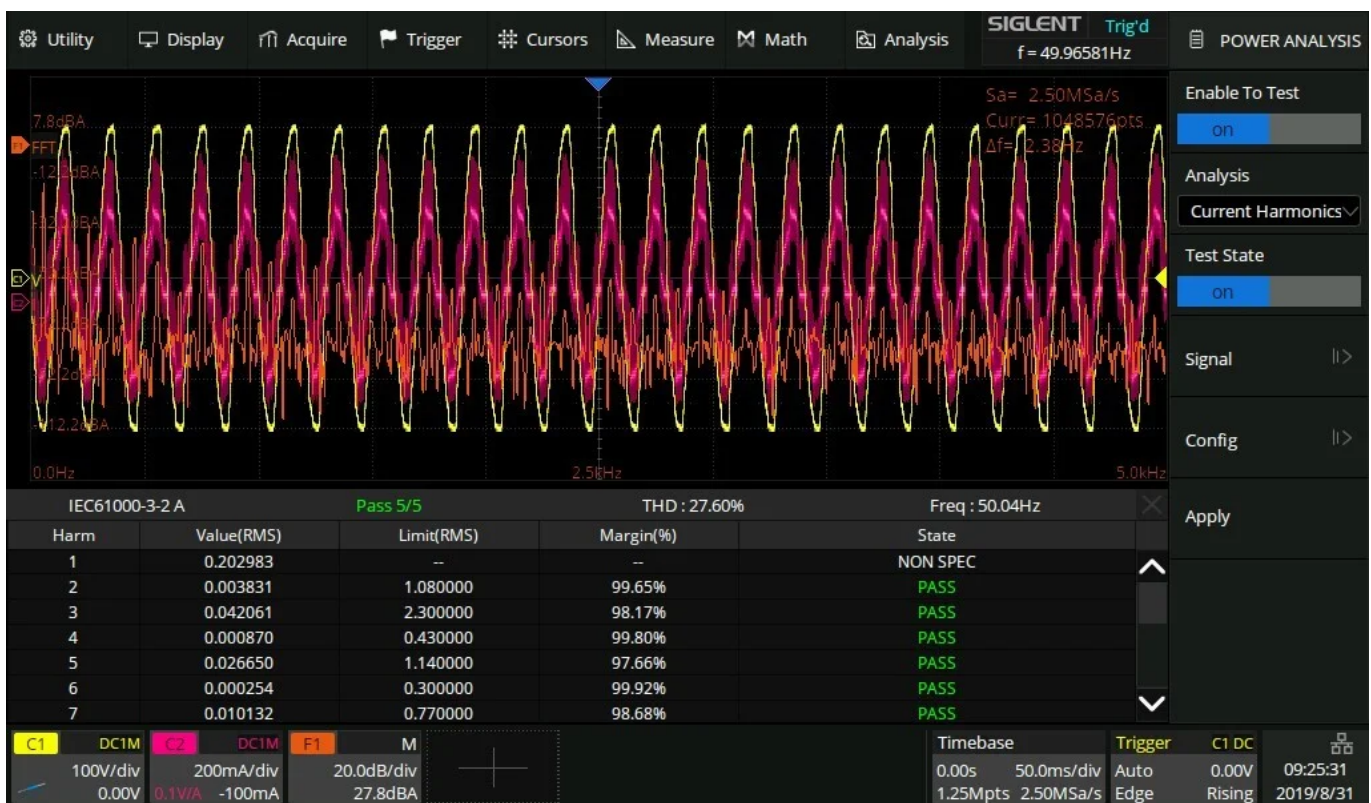 Utility Display Acquire Trigger Cursors Measure Math Analysis
SIGLENT Trig'd
f = 49.96581Hz
POWER ANALYSIS
Sa= 2.50MSa/s
Curr= 1048576pts
Δf= 2.38Hz
7.8dBA
FFT
-12.2dBA
0.0Hz 2.5kHz 5.0kHz
Enable To Test
on
Analysis
Current Harmonics
Test State
on
Signal
Config
Apply
IEC61000-3-2 A Pass 5/5 THD : 27.60% Freq : 50.04Hz
Harm Value(RMS) Limit(RMS) Margin(%) State
1 0.202983 -- -- NON SPEC
2 0.003831 1.080000 99.65% PASS
3 0.042061 2.300000 98.17% PASS
4 0.000870 0.430000 99.80% PASS
5 0.026650 1.140000 97.66% PASS
6 0.000254 0.300000 99.92% PASS
7 0.010132 0.770000 98.68% PASS
C1 DC1M C2 DC1M F1 M
100V/div 200mA/div 20.0dB/div
0.00V 0.1V/A -100mA 27.8dBA
Timebase Trigger C1 DC
0.00s 50.0ms/div Auto 0.00V 09:25:31
1.25Mpts 2.50MSa/s Edge Rising 2019/8/31